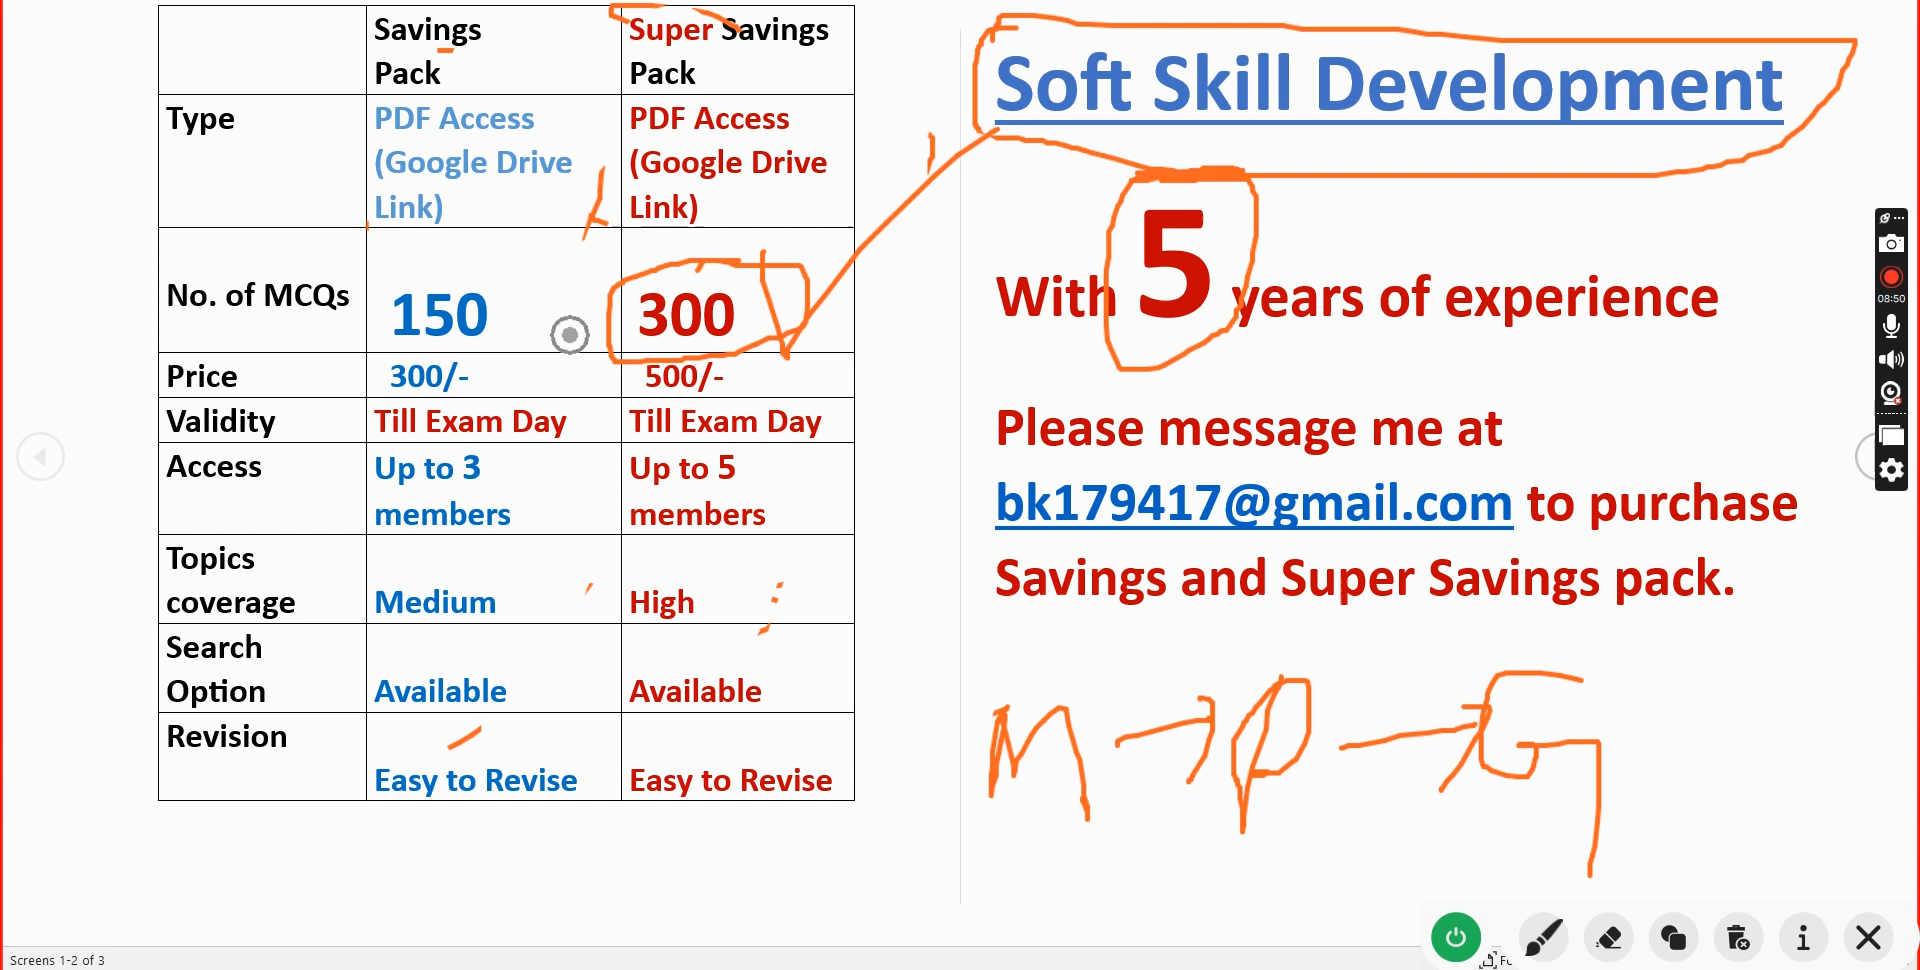 Savings Pack
Super Savings Pack
Type
PDF Access
(Google Drive
Link)
PDF Access
(Google Drive
Link)
No. of MCQs
150
300
Price
300/-
500/-
Validity
Till Exam Day
Till Exam Day
Access
Up to 3
members
Up to 5
members
Topics
coverage
Medium
High
Search
Option
Available
Available
Revision
Easy to Revise
Easy to Revise
Soft Skill Development
With 5 years of experience
Please message me at
bk179417@gmail.com to purchase
Savings and Super Savings pack.
M → P → G
08:50
Screens 1-2 of 3